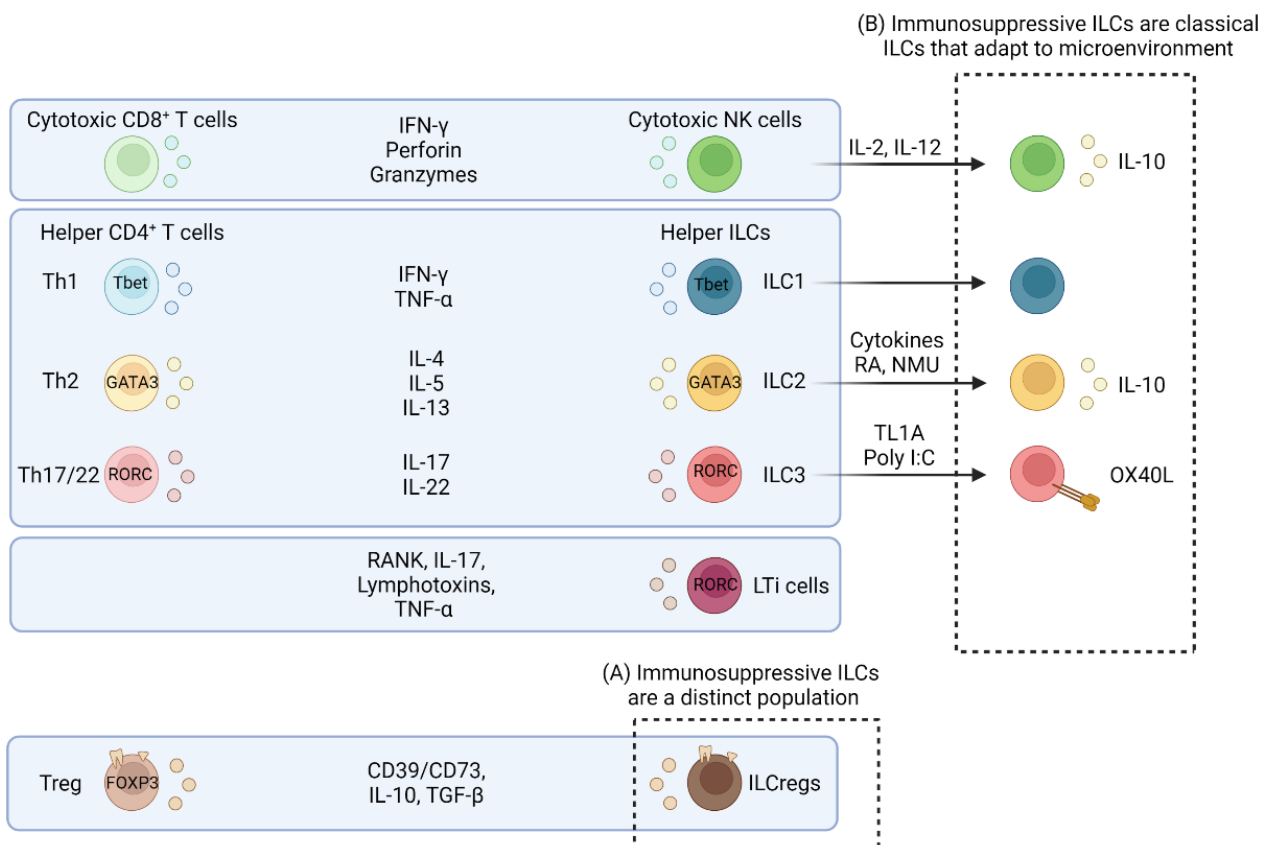 (B) Immunosuppressive ILCs are classical
ILCs that adapt to microenvironment
Cytotoxic CD8⁺ T cells
IFN-γ
Perforin
Granzymes
Cytotoxic NK cells
IL-2, IL-12
IL-10
Helper CD4⁺ T cells
Helper ILCs
Th1
Tbet
IFN-γ
TNF-α
Tbet
ILC1
Th2
GATA3
IL-4
IL-5
IL-13
GATA3
ILC2
Cytokines
RA, NMU
IL-10
Th17/22
RORC
IL-17
IL-22
RORC
ILC3
TL1A
Poly I:C
OX40L
RANK, IL-17,
Lymphotoxins,
TNF-α
RORC
LTi cells
(A) Immunosuppressive ILCs
are a distinct population
Treg
FOXP3
CD39/CD73,
IL-10, TGF-β
ILCregs